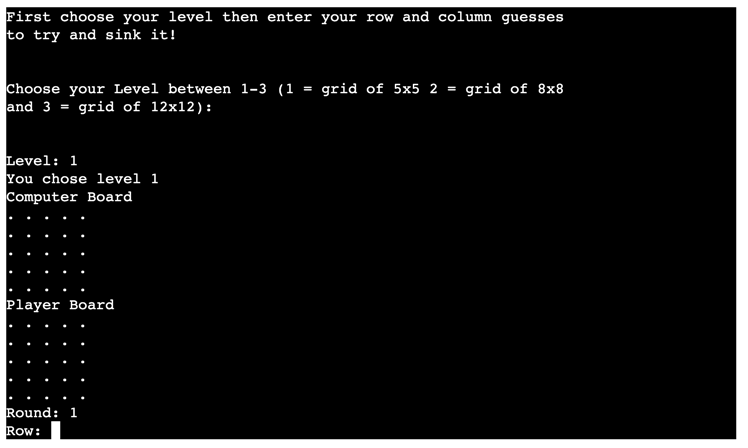 First choose your level then enter your row and column guesses
to try and sink it!
Choose your Level between 1-3 (1 = grid of 5x5 2 = grid of 8x8
and 3 = grid of 12x12):
Level: 1
You chose level 1
Computer Board
. . . . .
. . . . .
. . . . .
. . . . .
. . . . .
Player Board
. . . . .
. . . . .
. . . . .
. . . . .
. . . . .
Round: 1
Row: